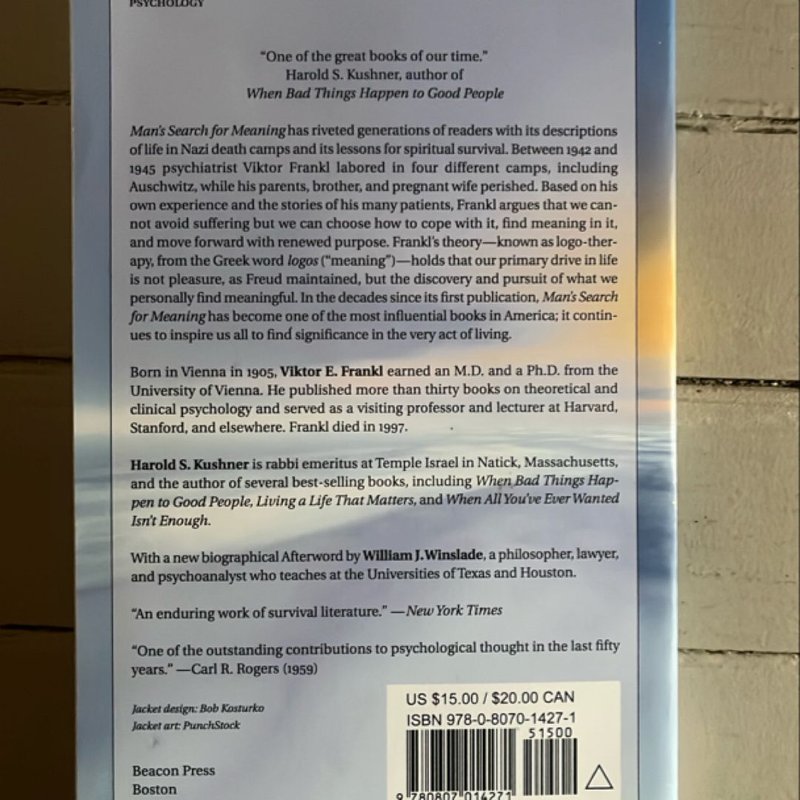 PSYCHOLOGY
“One of the great books of our time.”
Harold S. Kushner, author of
When Bad Things Happen to Good People
Man's Search for Meaning has riveted generations of readers with its descriptions
of life in Nazi death camps and its lessons for spiritual survival. Between 1942 and
1945 psychiatrist Viktor Frankl labored in four different camps, including
Auschwitz, while his parents, brother, and pregnant wife perished. Based on his
own experience and the stories of his many patients, Frankl argues that we can-
not avoid suffering but we can choose how to cope with it, find meaning in it,
and move forward with renewed purpose. Frankl's theory—known as logo-ther-
apy, from the Greek word logos (“meaning”)—holds that our primary drive in life
is not pleasure, as Freud maintained, but the discovery and pursuit of what we
personally find meaningful. In the decades since its first publication, Man's Search
for Meaning has become one of the most influential books in America; it contin-
ues to inspire us all to find significance in the very act of living.
Born in Vienna in 1905, Viktor E. Frankl earned an M.D. and a Ph.D. from the
University of Vienna. He published more than thirty books on theoretical and
clinical psychology and served as a visiting professor and lecturer at Harvard,
Stanford, and elsewhere. Frankl died in 1997.
Harold S. Kushner is rabbi emeritus at Temple Israel in Natick, Massachusetts,
and the author of several best-selling books, including When Bad Things Hap-
pen to Good People, Living a Life That Matters, and When All You've Ever Wanted
Isn't Enough.
With a new biographical Afterword by William J. Winslade, a philosopher, lawyer,
and psychoanalyst who teaches at the Universities of Texas and Houston.
“An enduring work of survival literature.” —New York Times
“One of the outstanding contributions to psychological thought in the last fifty
years.” —Carl R. Rogers (1959)
Jacket design: Bob Kosturko
Jacket art: PunchStock
Beacon Press
Boston
US $15.00 / $20.00 CAN
ISBN 978-0-8070-1427-1
51500
9 780807 014271